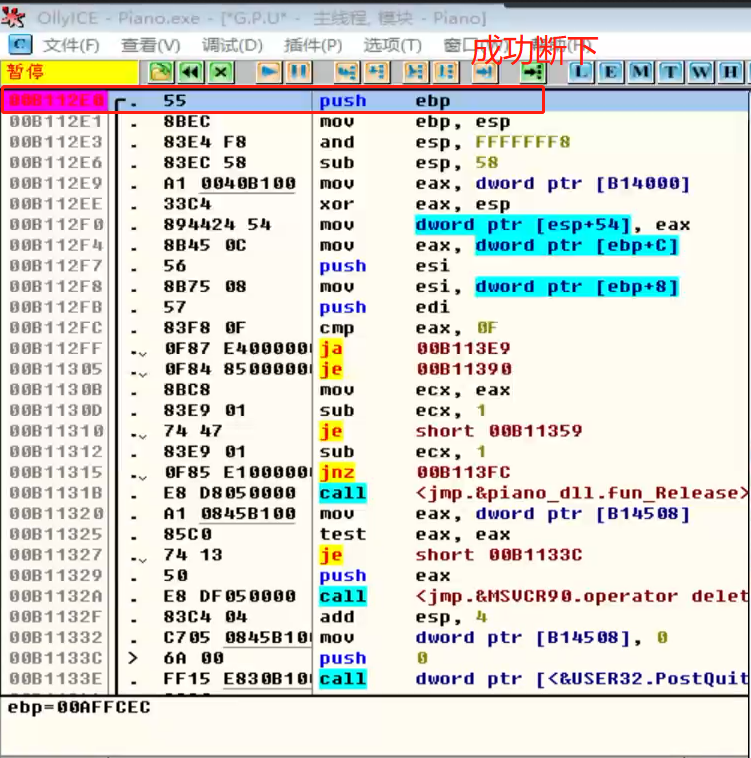 OllyICE - Piano.exe - [*G.P.U* - 主线程, 模块 - Piano]
C 文件(F) 查看(V) 调试(D) 插件(P) 选项(T)
成功断下
暂停 L E M T W H
00B112E0 . 55 push ebp
00B112E1 . 8BEC mov ebp, esp
00B112E3 . 83E4 F8 and esp, FFFFFFF8
00B112E6 . 83EC 58 sub esp, 58
00B112E9 . A1 0040B100 mov eax, dword ptr [B14000]
00B112EE . 33C4 xor eax, esp
00B112F0 . 894424 54 mov dword ptr [esp+54], eax
00B112F4 . 8B45 0C mov eax, dword ptr [ebp+C]
00B112F7 . 56 push esi
00B112F8 . 8B75 08 mov esi, dword ptr [ebp+8]
00B112FB . 57 push edi
00B112FC . 83F8 0F cmp eax, 0F
00B112FF . 0F87 E4000000 ja 00B113E9
00B11305 . 0F84 85000000 je 00B11390
00B1130B . 8BC8 mov ecx, eax
00B1130D . 83E9 01 sub ecx, 1
00B11310 . 74 47 je short 00B11359
00B11312 . 83E9 01 sub ecx, 1
00B11315 . 0F85 E1000000 jnz 00B113FC
00B1131B . E8 D8050000 call <jmp.&piano_dll.fun_Release>
00B11320 . A1 0845B100 mov eax, dword ptr [B14508]
00B11325 . 85C0 test eax, eax
00B11327 . 74 13 je short 00B1133C
00B11329 . 50 push eax
00B1132A . E8 DF050000 call <jmp.&MSVCR90.operator delet
00B1132F . 83C4 04 add esp, 4
00B11332 . C705 0845B10 mov dword ptr [B14508], 0
00B1133C > 6A 00 push 0
00B1133E . FF15 E830B10 call dword ptr [<&USER32.PostQuit
ebp=00AFFCEC